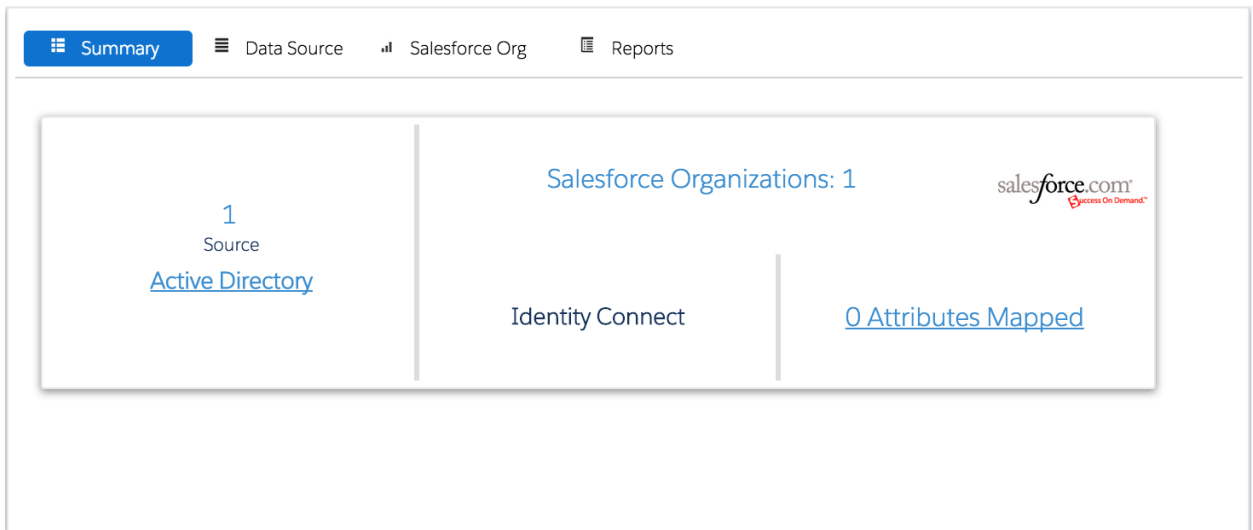 Summary
Data Source
Salesforce Org
Reports
1
Source
Active Directory
Salesforce Organizations: 1
salesforce.com
Success On Demand.™
Identity Connect
0 Attributes Mapped